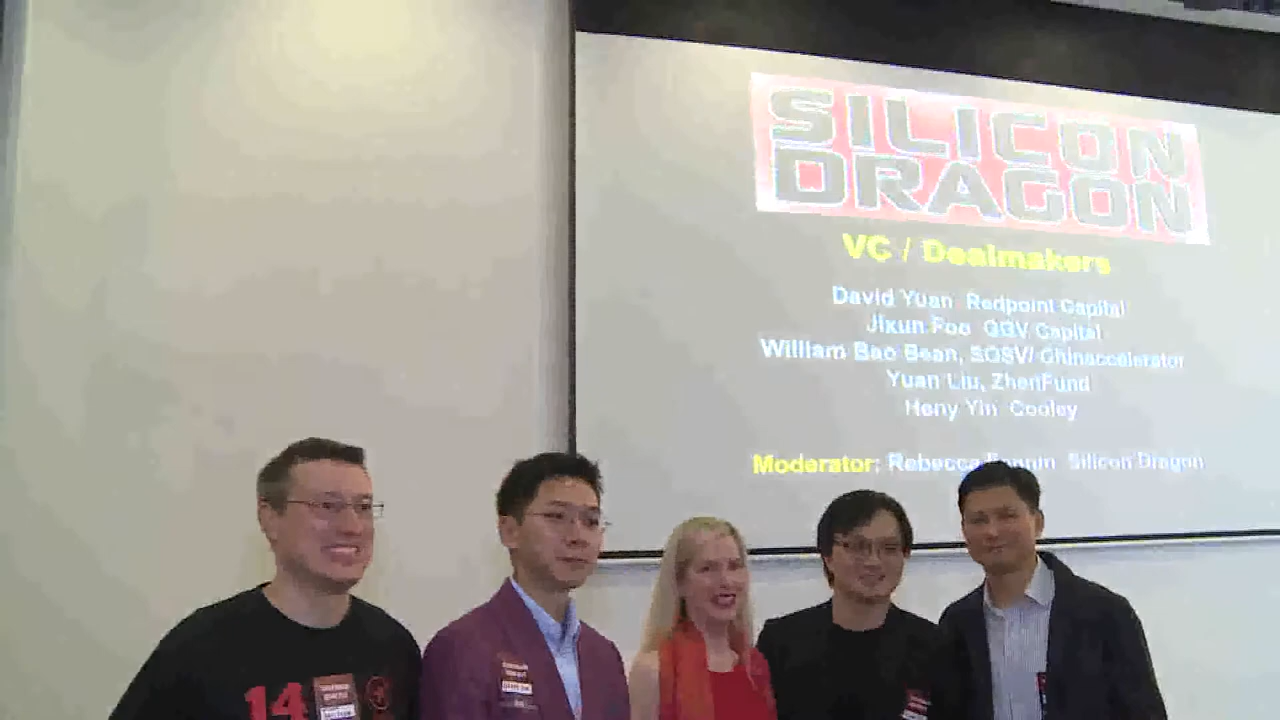 SILICON
DRAGON
VC / Dealmakers
David Yuan Redpoint Capital
Jixun Foo GGV Capital
William Bao Bean, SOSV/ Chinaccelerator
Yuan Liu, ZhenFund
Heny Yin Cooley
Moderator: Rebecca Silicon Dragon
14